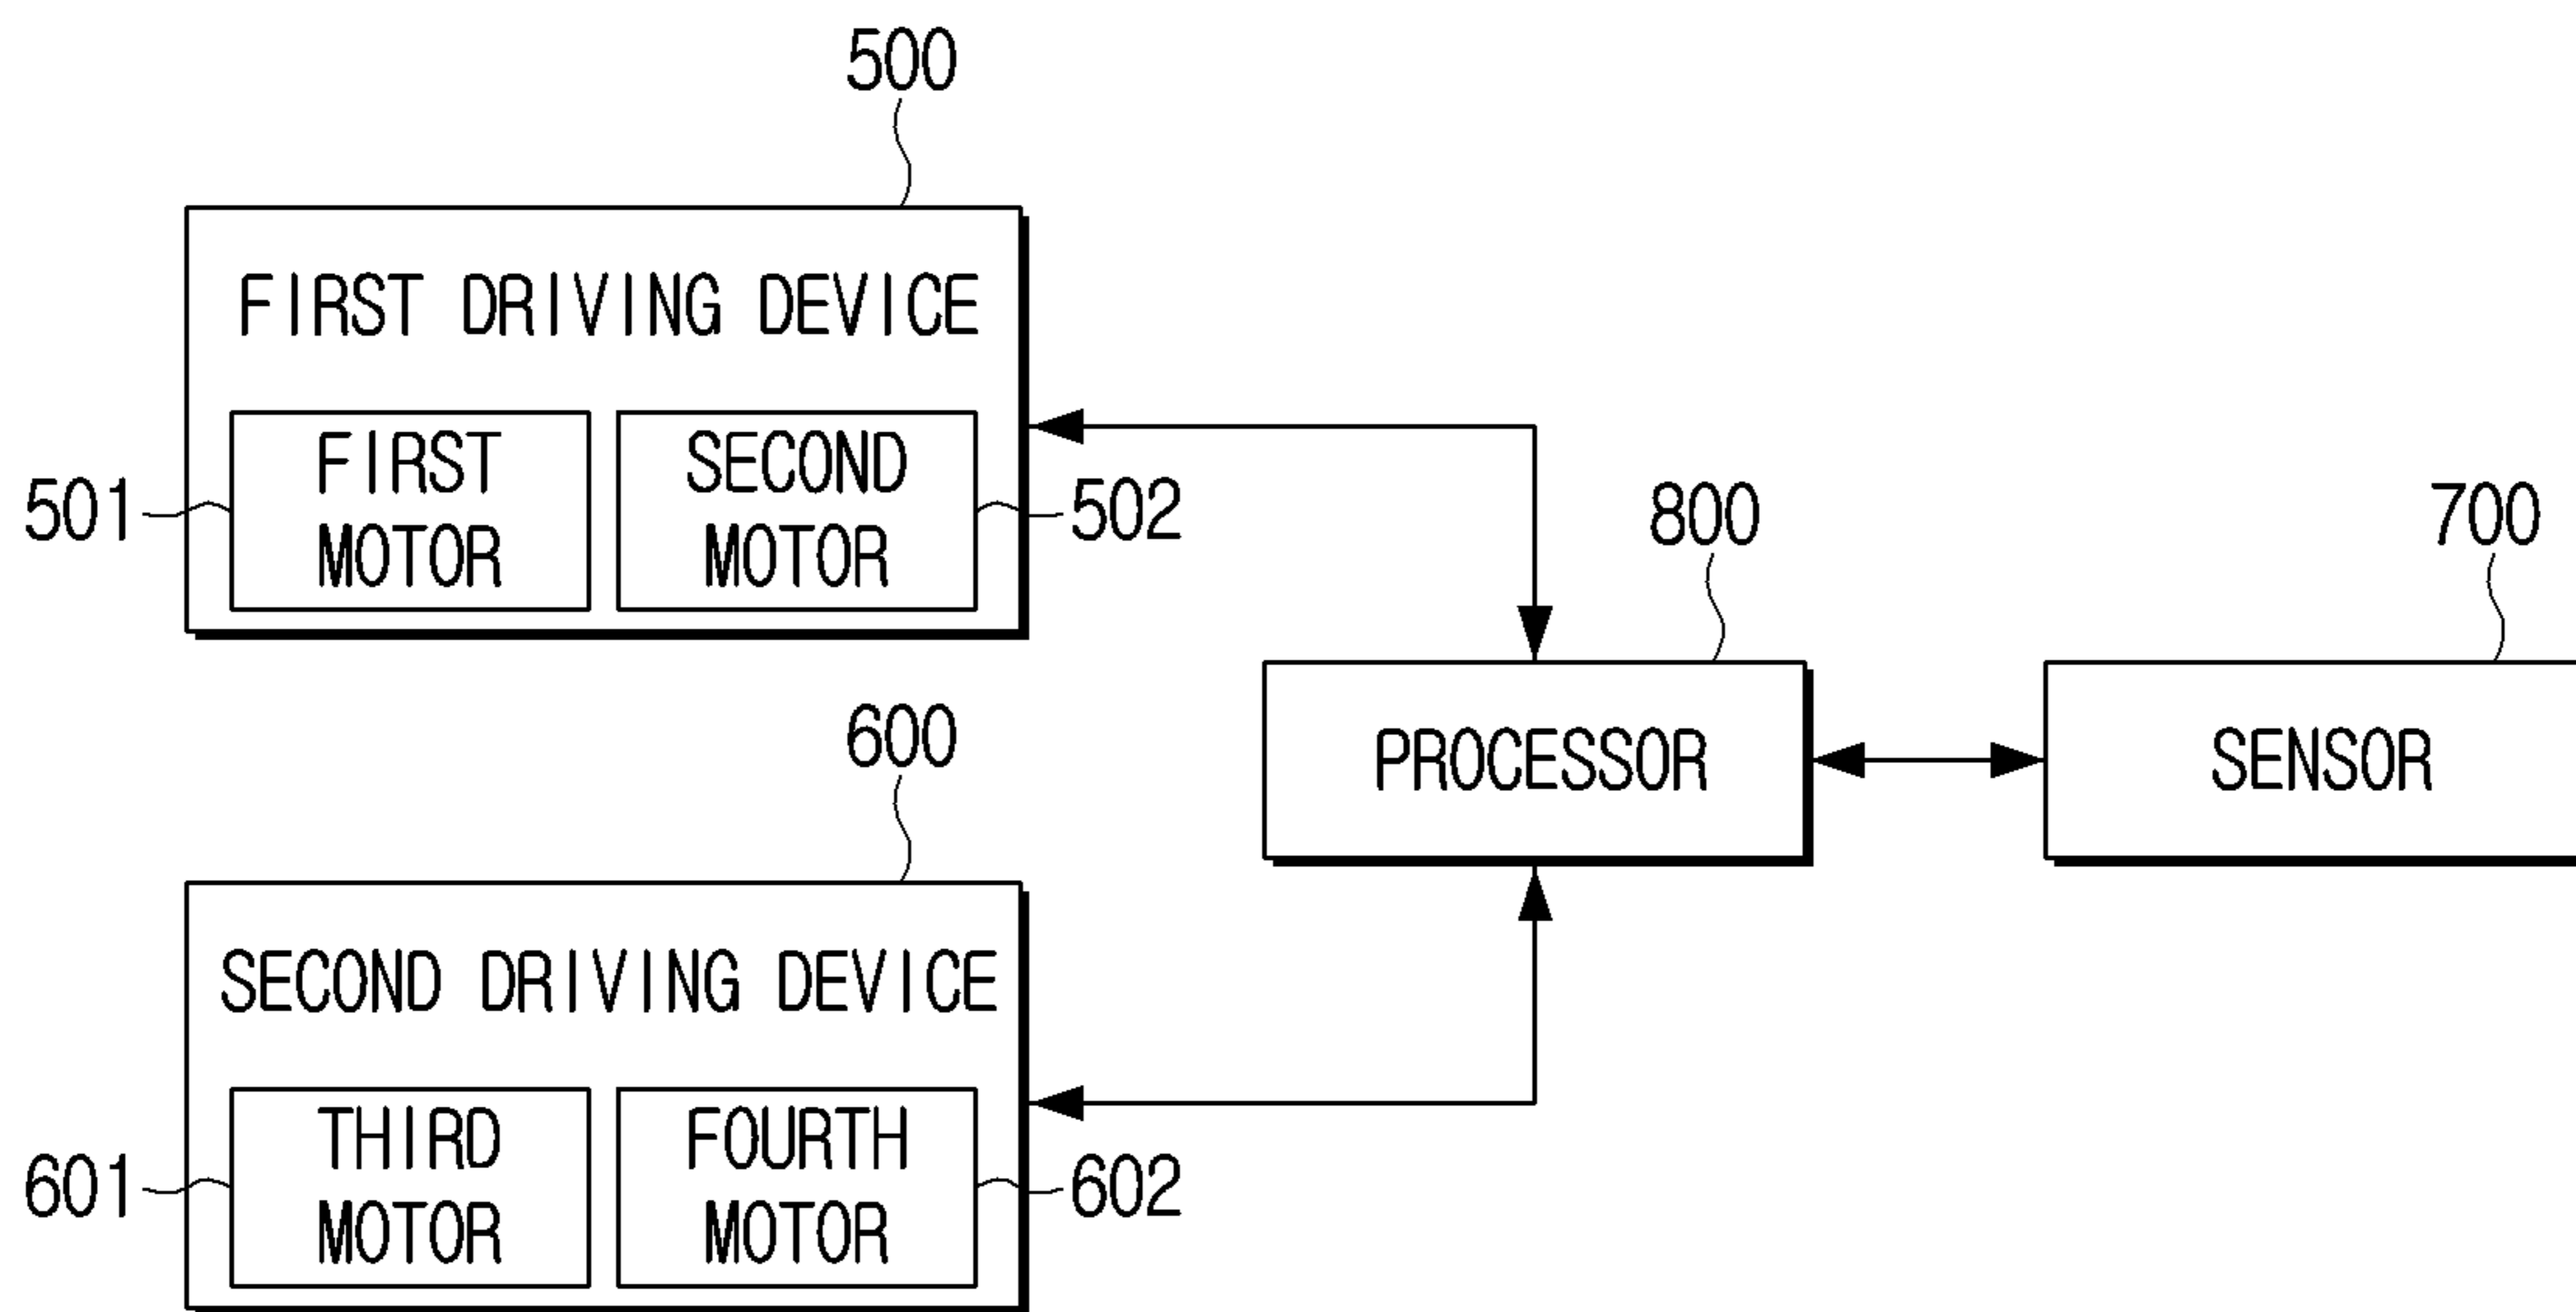 500
FIRST DRIVING DEVICE
FIRST
MOTOR
SECOND
MOTOR
501
502
800
700
PROCESSOR
SENSOR
600
SECOND DRIVING DEVICE
THIRD
MOTOR
FOURTH
MOTOR
601
602